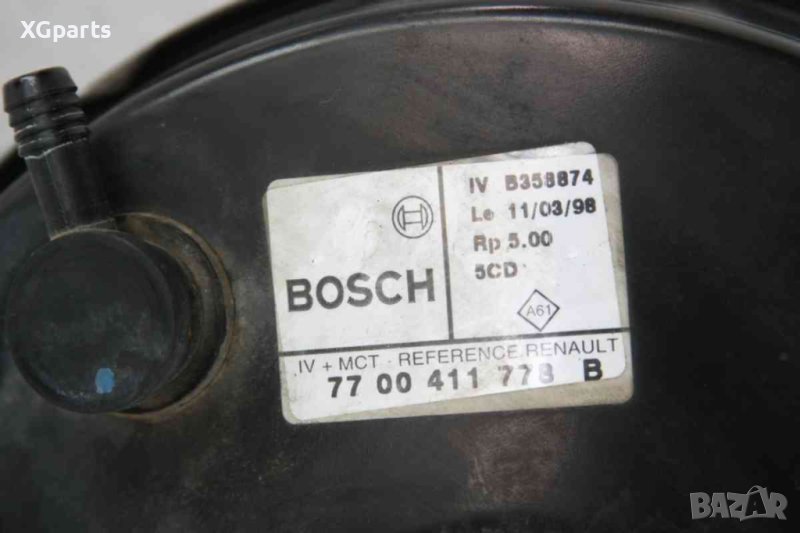 XGparts
IV B358874
Le 11/03/98
Rp 5.00
5CD
BOSCH
A61
IV + MCT - REFERENCE RENAULT
77 00 411 778 B
BAZAR